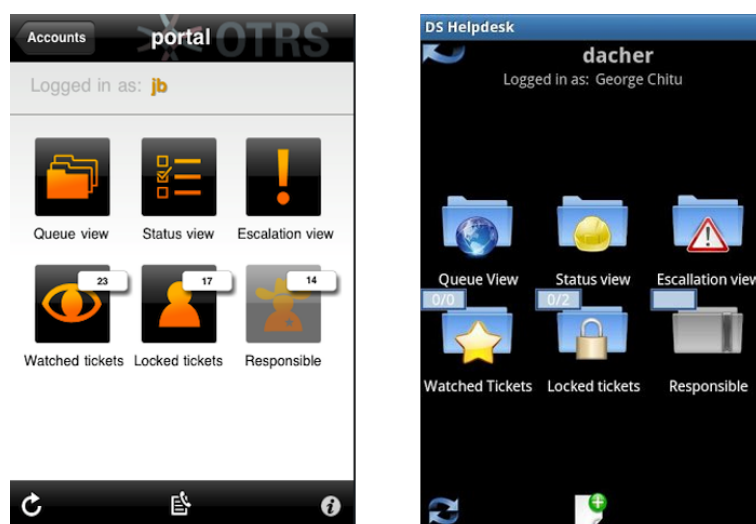 Accounts
portal
OTRS
Logged in as: jb
Queue view
Status view
Escalation view
23
17
14
Watched tickets
Locked tickets
Responsible
DS Helpdesk
dacher
Logged in as: George Chitu
Queue View
Status view
Escallation view
0/0
0/2
Watched Tickets
Locked tickets
Responsible